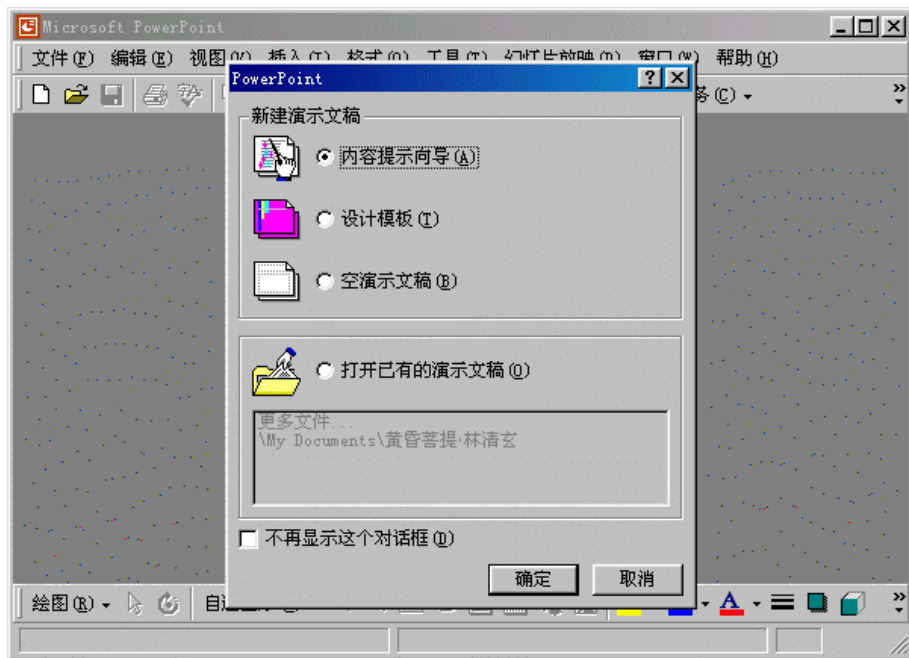 Microsoft PowerPoint
文件(F) 编辑(E) 视图(V) 插入(I) 格式(O) 工具(T) 幻灯片放映(D) 窗口(W) 帮助(H)
PowerPoint
务(C)
新建演示文稿
内容提示向导(A)
设计模板(T)
空演示文稿(B)
打开已有的演示文稿(O)
更多文件...
\My Documents\黄昏菩提·林清玄
不再显示这个对话框(D)
确定 取消
绘图(R) 自